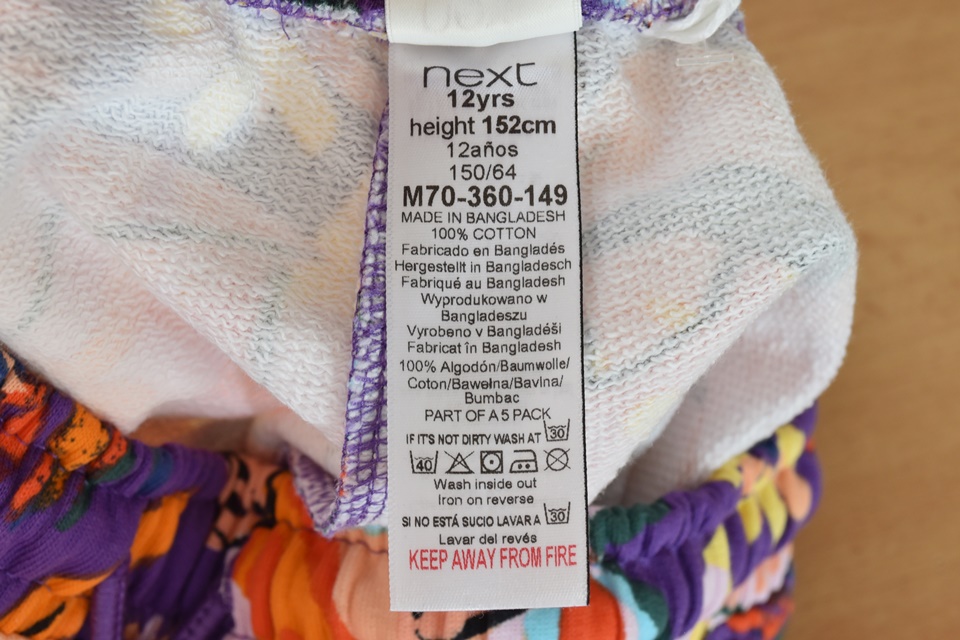 next
12yrs
height 152cm
12años
150/64
M70-360-149
MADE IN BANGLADESH
100% COTTON
Fabricado en Bangladés
Hergestellt in Bangladesch
Fabriqué au Bangladesh
Wyprodukowano w
Bangladeszu
Vyrobeno v Bangladéši
Fabricat în Bangladesh
100% Algodón/Baumwolle/
Coton/Bawełna/Bavlna/
Bumbac
PART OF A 5 PACK
IF IT'S NOT DIRTY WASH AT 30
40
Wash inside out
Iron on reverse
SI NO ESTÁ SUCIO LAVAR A 30
Lavar del revés
KEEP AWAY FROM FIRE